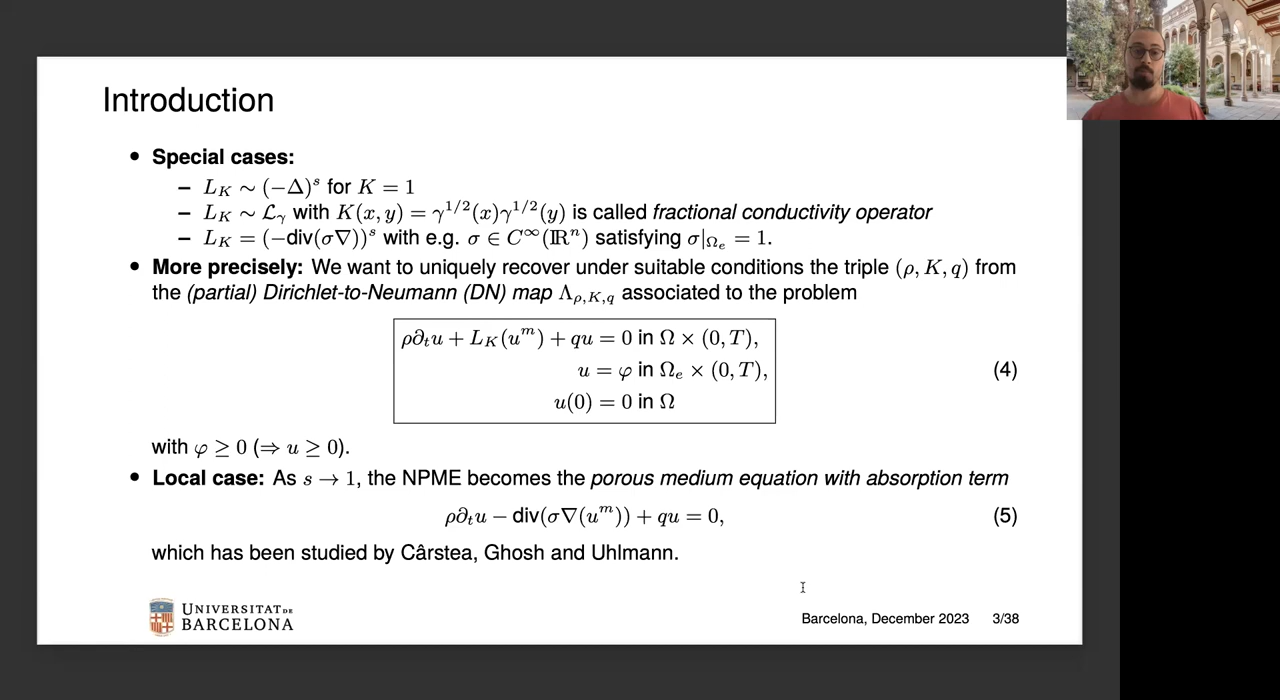 Introduction
• Special cases:
– L_K ∼ (−Δ)^s for K = 1
– L_K ∼ ℒ_γ with K(x, y) = γ^{1/2}(x)γ^{1/2}(y) is called fractional conductivity operator
– L_K = (−div(σ∇))^s with e.g. σ ∈ C^∞(ℝ^n) satisfying σ|_{Ω_e} = 1.
• More precisely: We want to uniquely recover under suitable conditions the triple (ρ, K, q) from
the (partial) Dirichlet-to-Neumann (DN) map Λ_{ρ,K,q} associated to the problem
ρ∂_t u + L_K(u^m) + qu = 0 in Ω × (0, T),
u = φ in Ω_e × (0, T), (4)
u(0) = 0 in Ω
with φ ≥ 0 (⇒ u ≥ 0).
• Local case: As s → 1, the NPME becomes the porous medium equation with absorption term
ρ∂_t u − div(σ∇(u^m)) + qu = 0, (5)
which has been studied by Cârstea, Ghosh and Uhlmann.
UNIVERSITAT DE
BARCELONA
Barcelona, December 2023 3/38